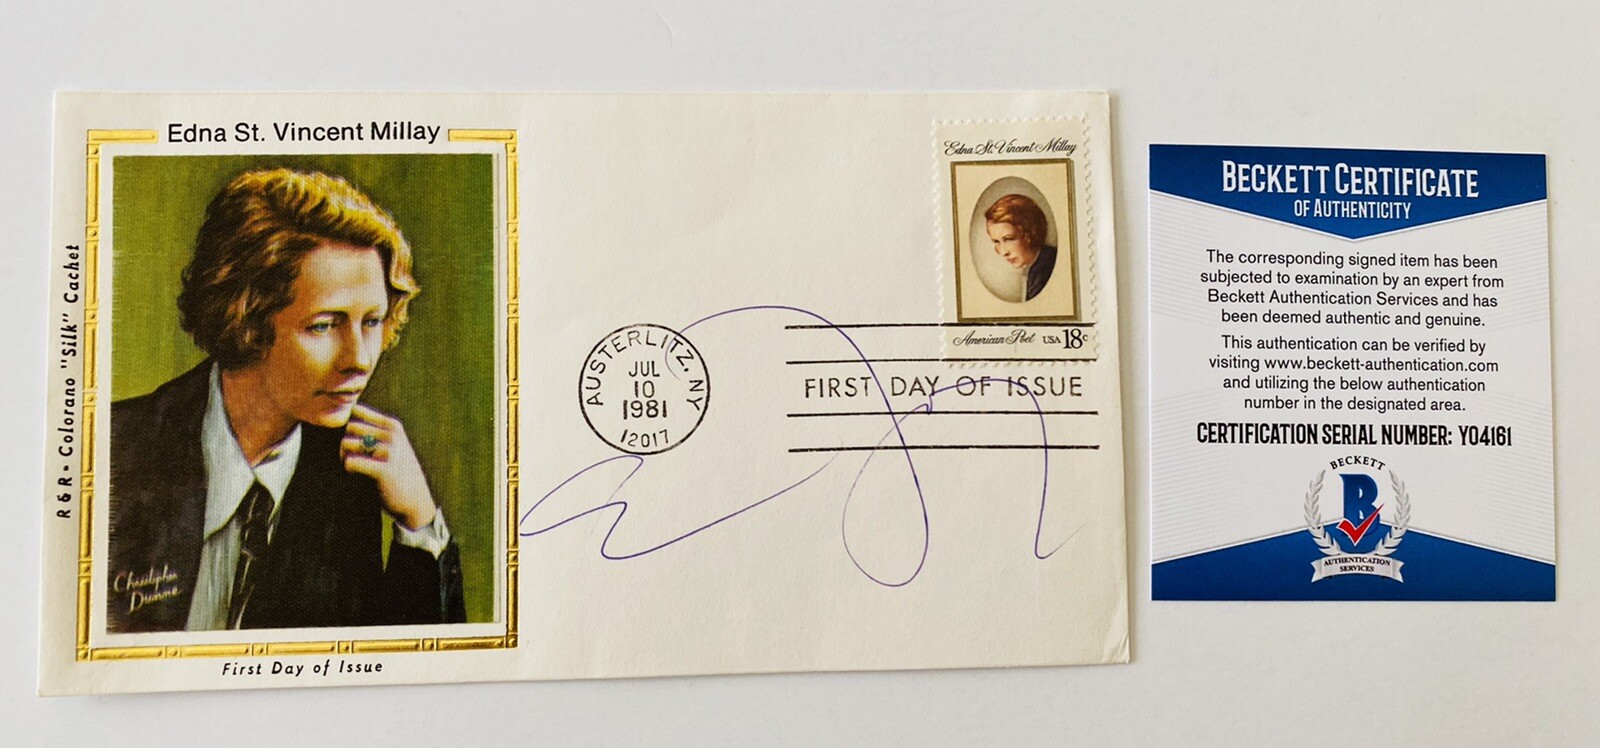 Edna St. Vincent Millay
R & R - Colorano "Silk" Cachet
Christopher
Dumme
First Day of Issue
Edna St. Vincent Millay
American Poet USA 18c
AUSTERLITZ, NY
JUL
10
1981
12017
FIRST DAY OF ISSUE
BECKETT CERTIFICATE
OF AUTHENTICITY
The corresponding signed item has been
subjected to examination by an expert from
Beckett Authentication Services and has
been deemed authentic and genuine.
This authentication can be verified by
visiting www.beckett-authentication.com
and utilizing the below authentication
number in the designated area.
CERTIFICATION SERIAL NUMBER: Y04161
BECKETT
B
AUTHENTICATION
SERVICES